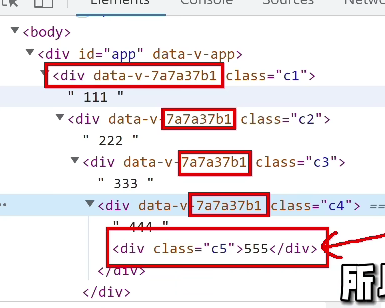 Elements Console Sources Network
▼<body>
▼<div id="app" data-v-app>
▼<div data-v-7a7a37b1 class="c1">
" 111 "
▼<div data-v-7a7a37b1 class="c2">
" 222 "
▼<div data-v-7a7a37b1 class="c3">
" 333 "
▼<div data-v-7a7a37b1 class="c4"> ==
" 444 "
<div class="c5">555</div>
</div>
</div>
所